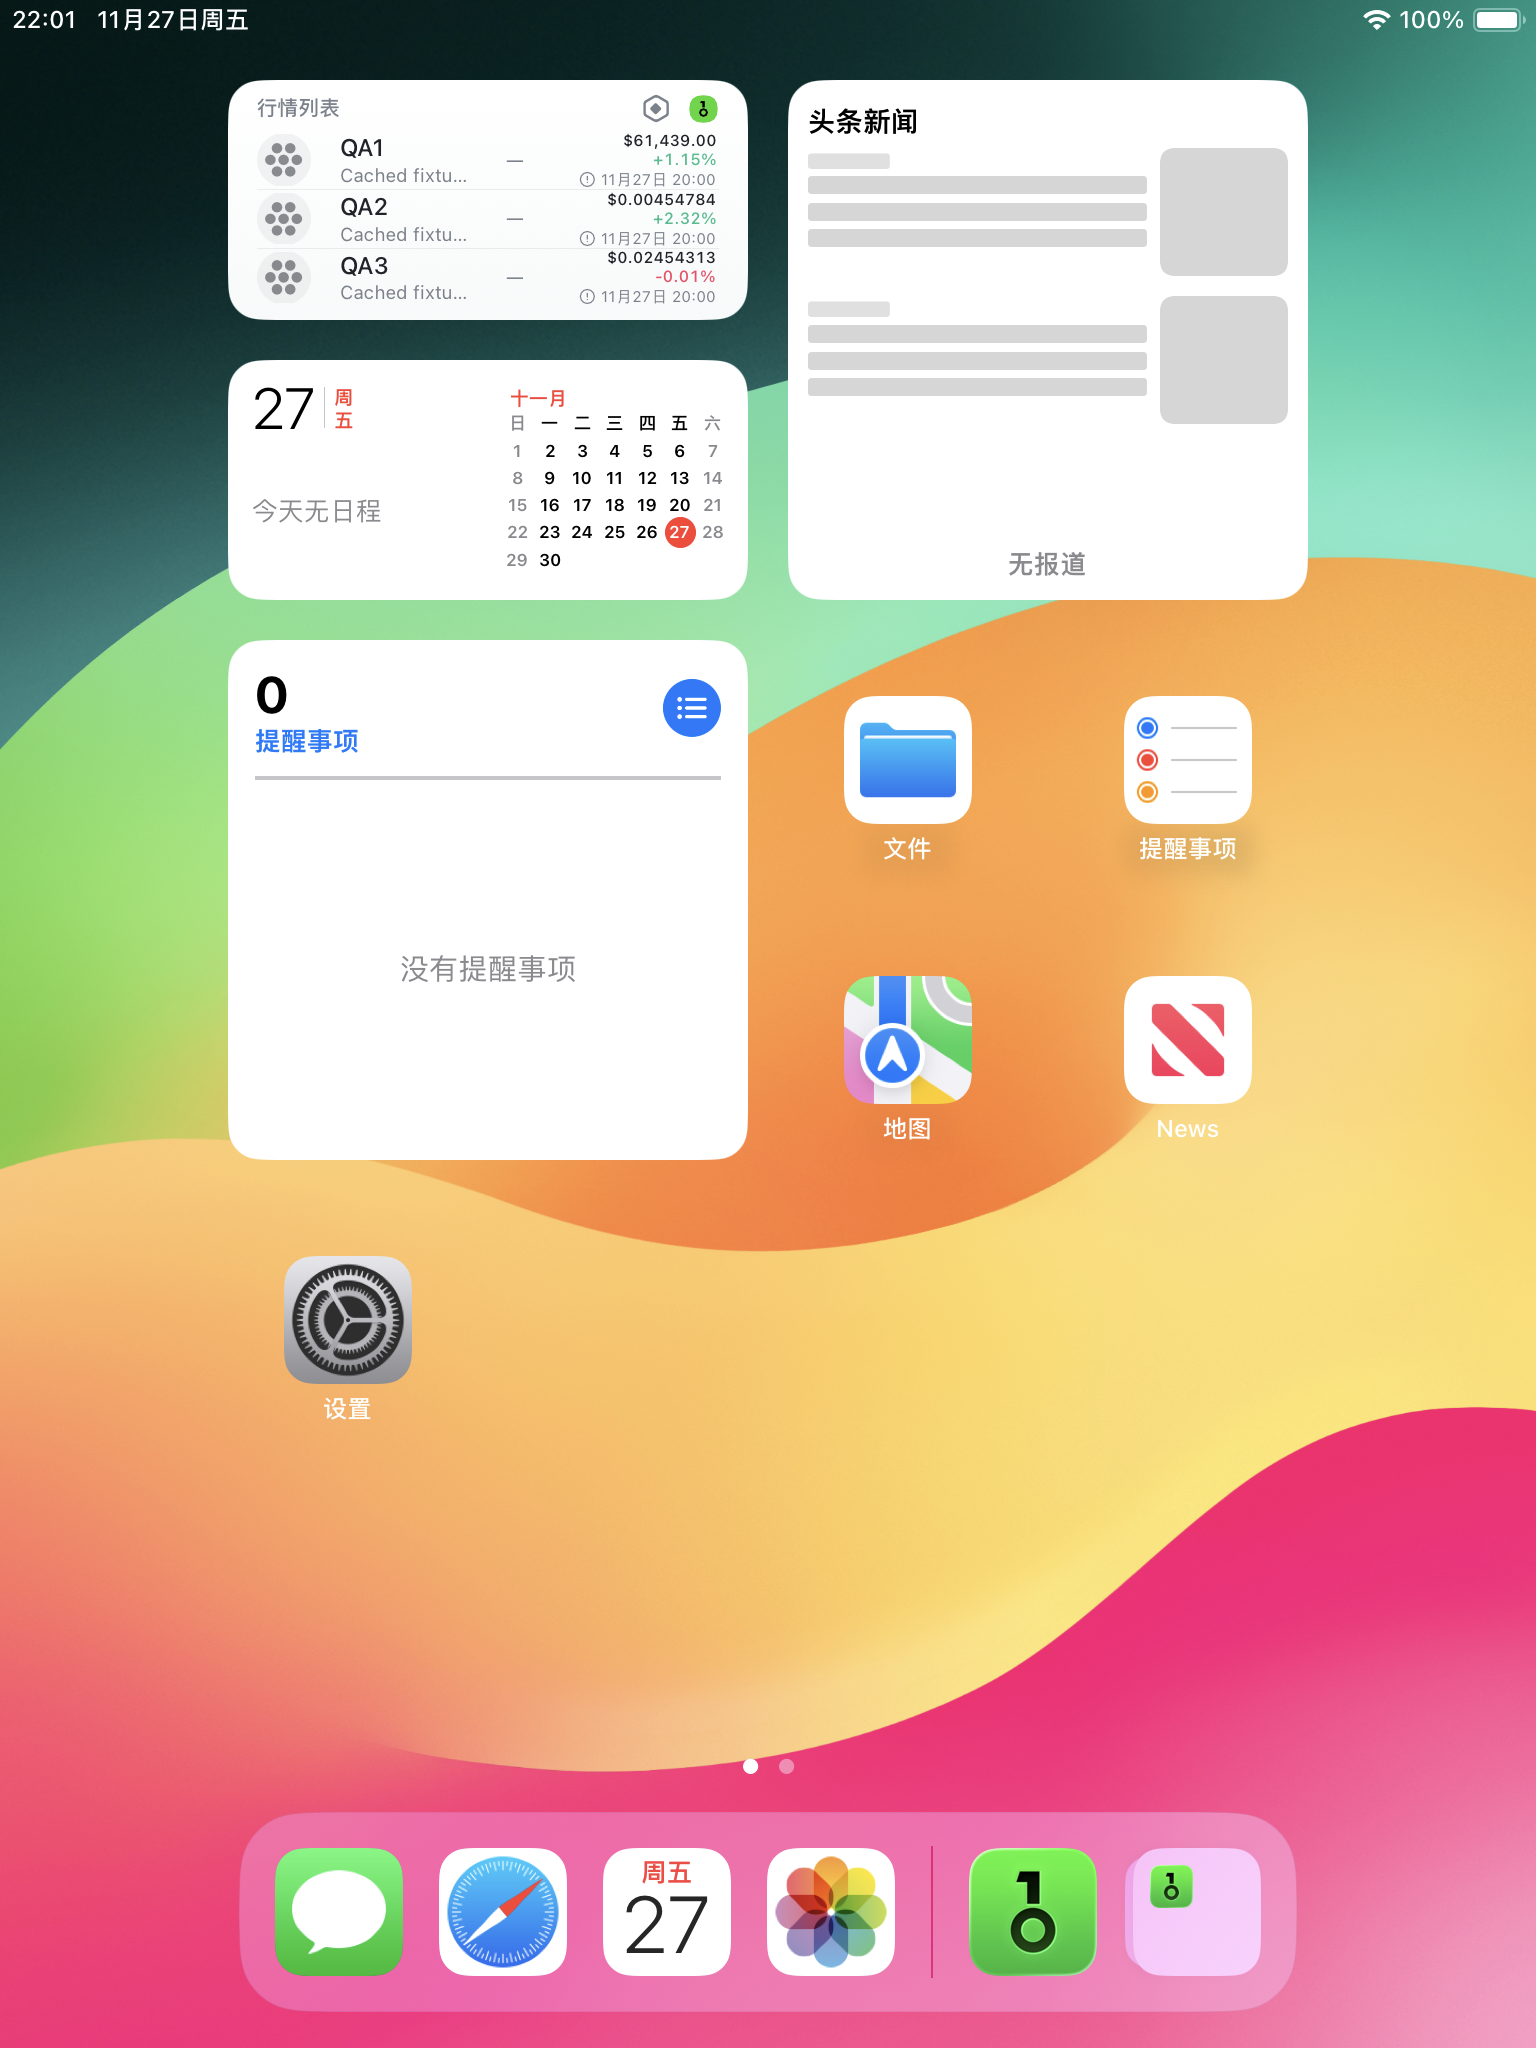 22:01 11月27日周五
100%
行情列表
QA1
Cached fixtu...
—
$61,439.00
+1.15%
11月27日 20:00
QA2
Cached fixtu...
—
$0.00454784
+2.32%
11月27日 20:00
QA3
Cached fixtu...
—
$0.02454313
-0.01%
11月27日 20:00
头条新闻
无报道
27
周
五
今天无日程
十一月
日 一 二 三 四 五 六
1 2 3 4 5 6 7
8 9 10 11 12 13 14
15 16 17 18 19 20 21
22 23 24 25 26 27 28
29 30
0
提醒事项
没有提醒事项
文件
提醒事项
地图
News
设置
周五
27